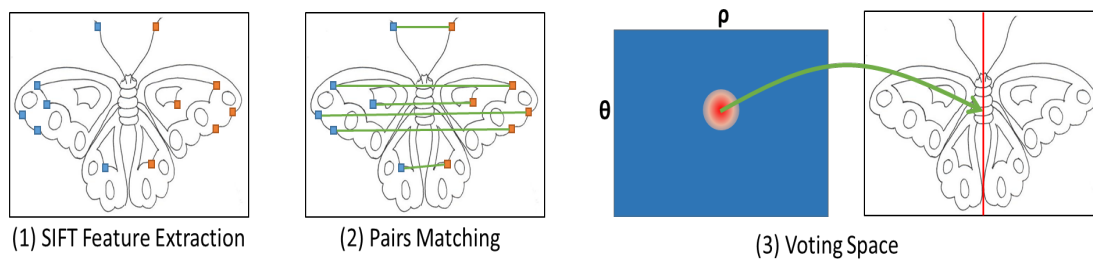 ρ
θ
(1) SIFT Feature Extraction
(2) Pairs Matching
(3) Voting Space